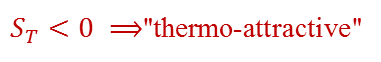 S_T < 0 ⟹"thermo-attractive"